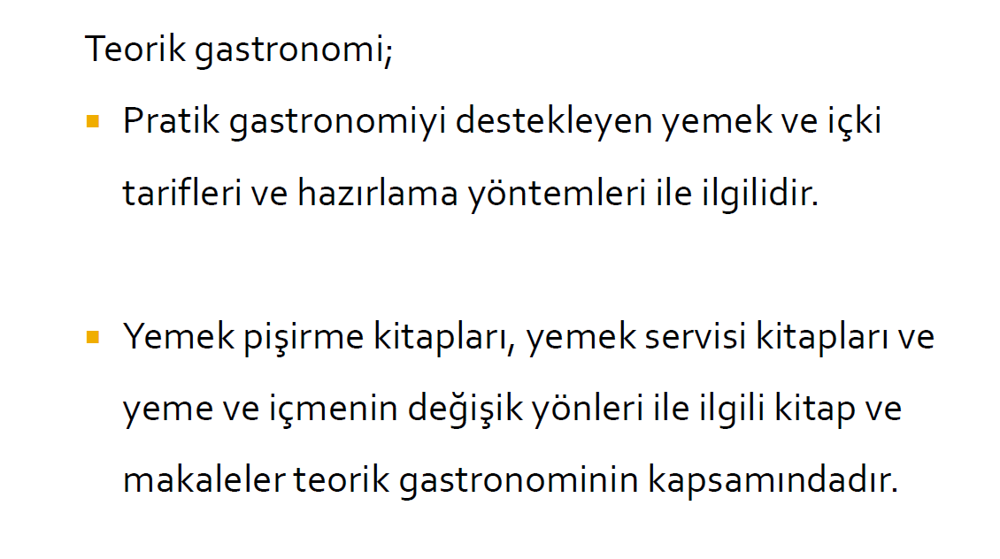 Teorik gastronomi;
Pratik gastronomiyi destekleyen yemek ve içki
tarifleri ve hazırlama yöntemleri ile ilgilidir.
Yemek pişirme kitapları, yemek servisi kitapları ve
yeme ve içmenin değişik yönleri ile ilgili kitap ve
makaleler teorik gastronominin kapsamındadır.